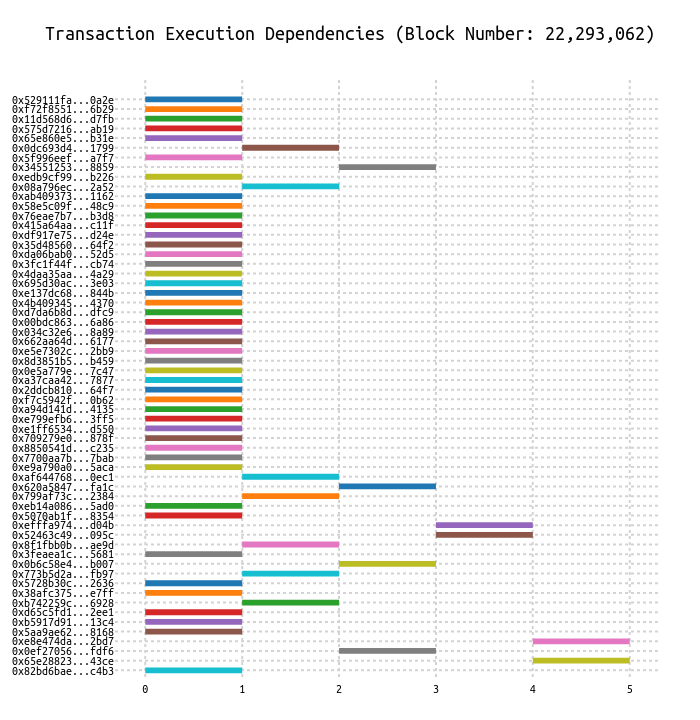 Transaction Execution Dependencies (Block Number: 22,293,062)
0x529111fa...0a2e
0xf72f8551...6b29
0x11d568d6...d7fb
0x575d7216...ab19
0x65e860e5...b31e
0x0dc693d4...1799
0x5f996eef...a7f7
0x34551253...8859
0xedb9cf99...b226
0x08a796ec...2a52
0xab409373...1162
0x58e5c09f...48c9
0x76eae7b7...b3d8
0x415a64aa...c11f
0xdf917e75...d24e
0x35d48560...64f2
0xda06bab0...52d5
0x3fc1f44f...cb74
0x4daa35aa...4a29
0x695d30ac...3e03
0xe137dc68...844b
0x4b409345...4370
0xd7da6b8d...dfc9
0x00bdc863...6a86
0x034c32e6...8a89
0x662aa64d...6177
0xe5e7302c...2bb9
0x8d3851b5...b459
0x0e5a779e...7c47
0xa37caa42...7877
0x2ddcb810...64f7
0xf7c5942f...0b62
0xa94d141d...4135
0xe799efb6...3ff5
0xe1ff6534...d550
0x709279e0...878f
0x8850541d...c235
0x7700aa7b...7bab
0xe9a790a0...5aca
0xaf644768...0ec1
0x620a5847...fa1c
0x799af73c...2384
0xeb14a086...5ad0
0x5070ab1f...8354
0xefffa974...d04b
0x52463c49...095c
0x8f1fbb0b...ae9d
0x3feaea1c...5681
0x0b6c58e4...b007
0x773b5d2a...fb97
0x5728b30c...2636
0x38afc375...e7ff
0xb742259c...6928
0xd65c5fd1...2ee1
0xb5917d91...13c4
0x5aa9ae62...8168
0xe8e474da...2bd7
0x0ef27056...fdf6
0x65e28823...43ce
0x82bd6bae...c4b3
0 1 2 3 4 5